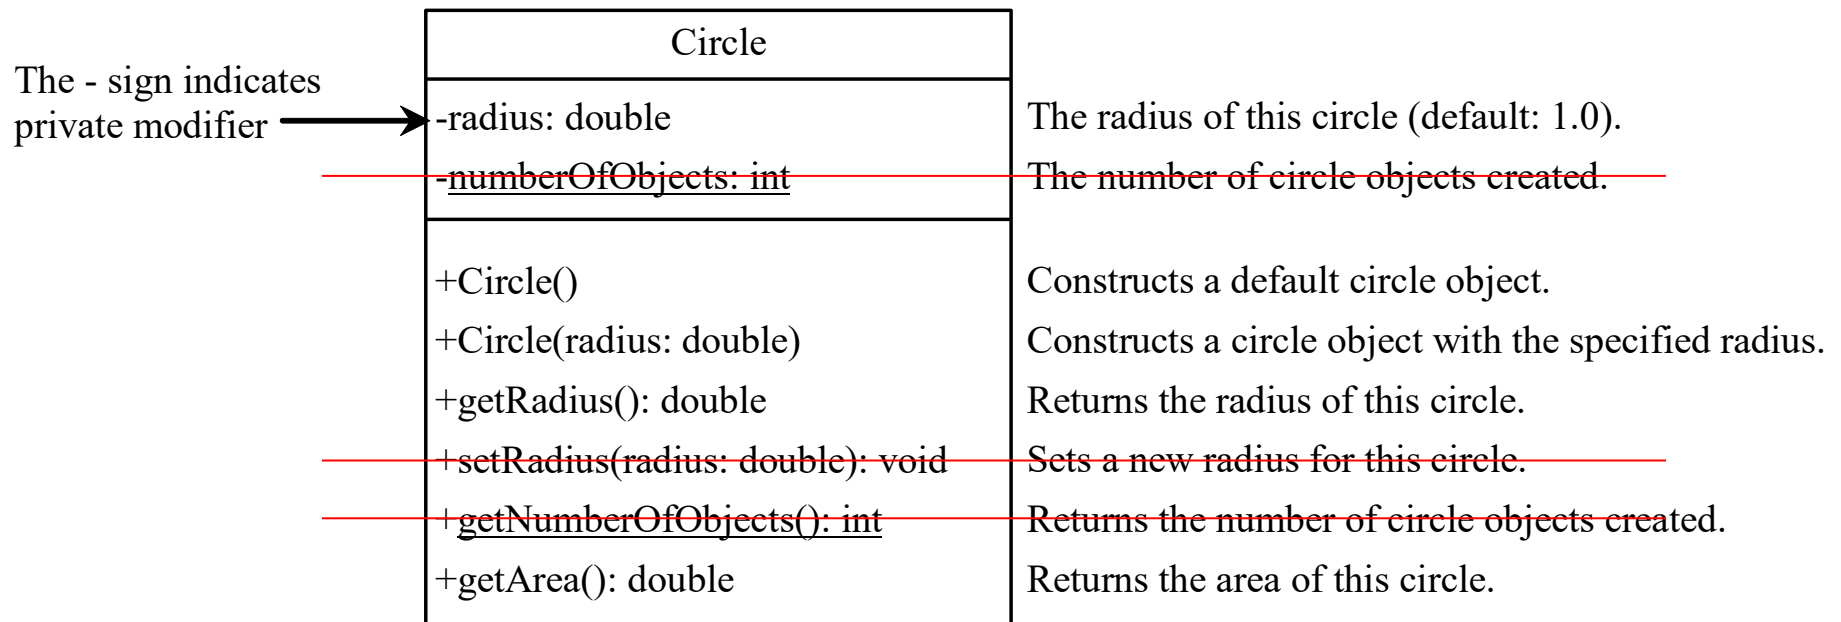 Circle
The - sign indicates
private modifier
-radius: double
The radius of this circle (default: 1.0).
-numberOfObjects: int
The number of circle objects created.
+Circle()
Constructs a default circle object.
+Circle(radius: double)
Constructs a circle object with the specified radius.
+getRadius(): double
Returns the radius of this circle.
+setRadius(radius: double): void
Sets a new radius for this circle.
+getNumberOfObjects(): int
Returns the number of circle objects created.
+getArea(): double
Returns the area of this circle.